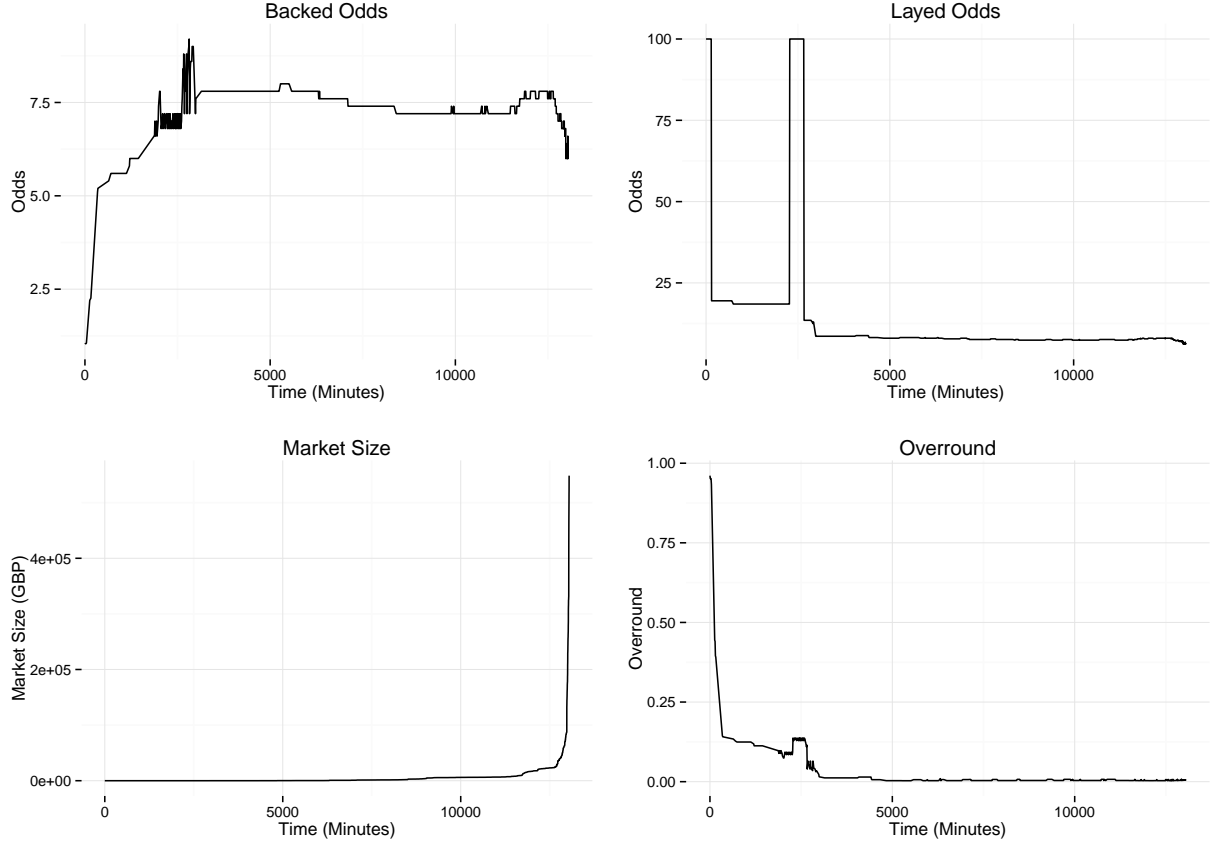 Backed Odds
7.5
5.0
2.5
Odds
0
5000
10000
Time (Minutes)
Layed Odds
100
75
50
25
Odds
0
5000
10000
Time (Minutes)
Market Size
4e+05
2e+05
0e+00
Market Size (GBP)
0
5000
10000
Time (Minutes)
Overround
1.00
0.75
0.50
0.25
0.00
Overround
0
5000
10000
Time (Minutes)